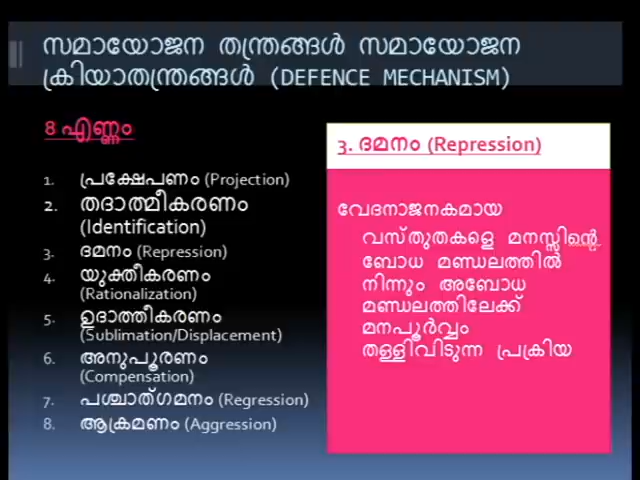 സമായോജന തന്ത്രങ്ങൾ സമായോജന
ക്രിയാതന്ത്രങ്ങൾ (DEFENCE MECHANISM)
8 എണ്ണം
1. പ്രക്ഷേപണം (Projection)
2. തദാത്മീകരണം
(Identification)
3. ദമനം (Repression)
4. യുക്തീകരണം
(Rationalization)
5. ഉദാത്തീകരണം
(Sublimation/Displacement)
6. അനുപൂരണം
(Compensation)
7. പശ്ചാത്ഗമനം (Regression)
8. ആക്രമണം (Aggression)
3. ദമനം (Repression)
വേദനാജനകമായ
വസ്തുതകളെ മനസ്സിന്റെ
ബോധ മണ്ഡലത്തിൽ
നിന്നും അബോധ
മണ്ഡലത്തിലേക്ക്
മനപൂർവ്വം
തള്ളിവിടുന്ന പ്രക്രിയ